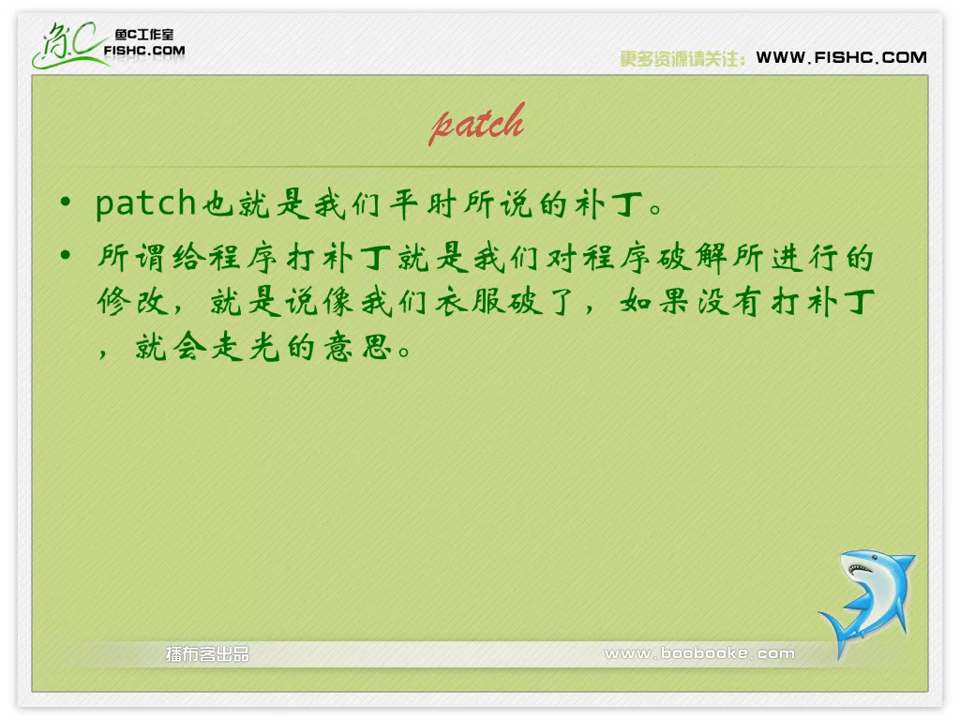 鱼C工作室
FISHC.COM
更多资源请关注： WWW.FISHC.COM
patch
• patch也就是我们平时所说的补丁。
• 所谓给程序打补丁就是我们对程序破解所进行的
修改，就是说像我们衣服破了，如果没有打补丁
，就会走光的意思。
播布客出品 www.boobooke.com